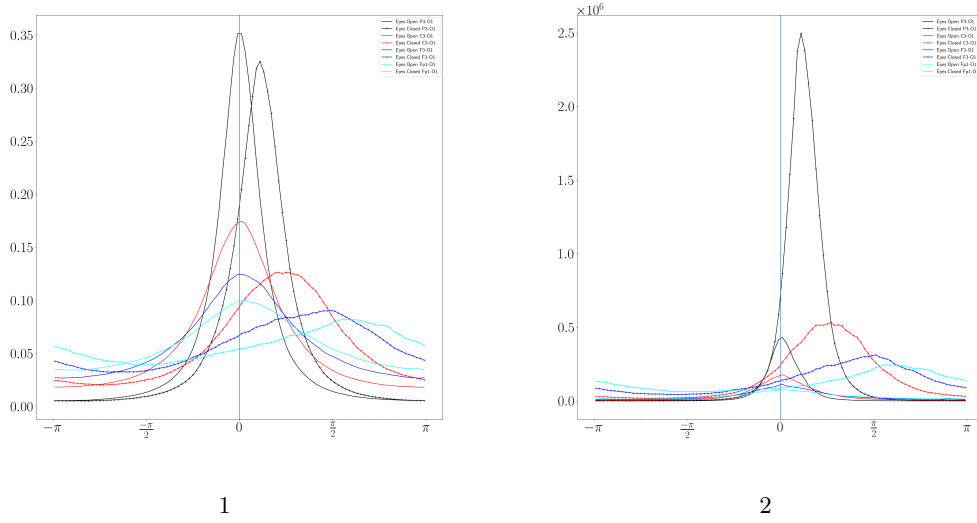 ×10⁶
Eyes Open P3-O1
Eyes Closed P3-O1
Eyes Open C3-O1
Eyes Closed C3-O1
Eyes Open F3-O1
Eyes Closed F3-O1
Eyes Open Fp1-O1
Eyes Closed Fp1-O1
0.35
0.30
0.25
0.20
0.15
0.10
0.05
0.00
−π
−π/2
0
π/2
π
Eyes Open P3-O1
Eyes Closed P3-O1
Eyes Open C3-O1
Eyes Closed C3-O1
Eyes Open F3-O1
Eyes Closed F3-O1
Eyes Open Fp1-O1
Eyes Closed Fp1-O1
2.5
2.0
1.5
1.0
0.5
0.0
−π
−π/2
0
π/2
π
1
2